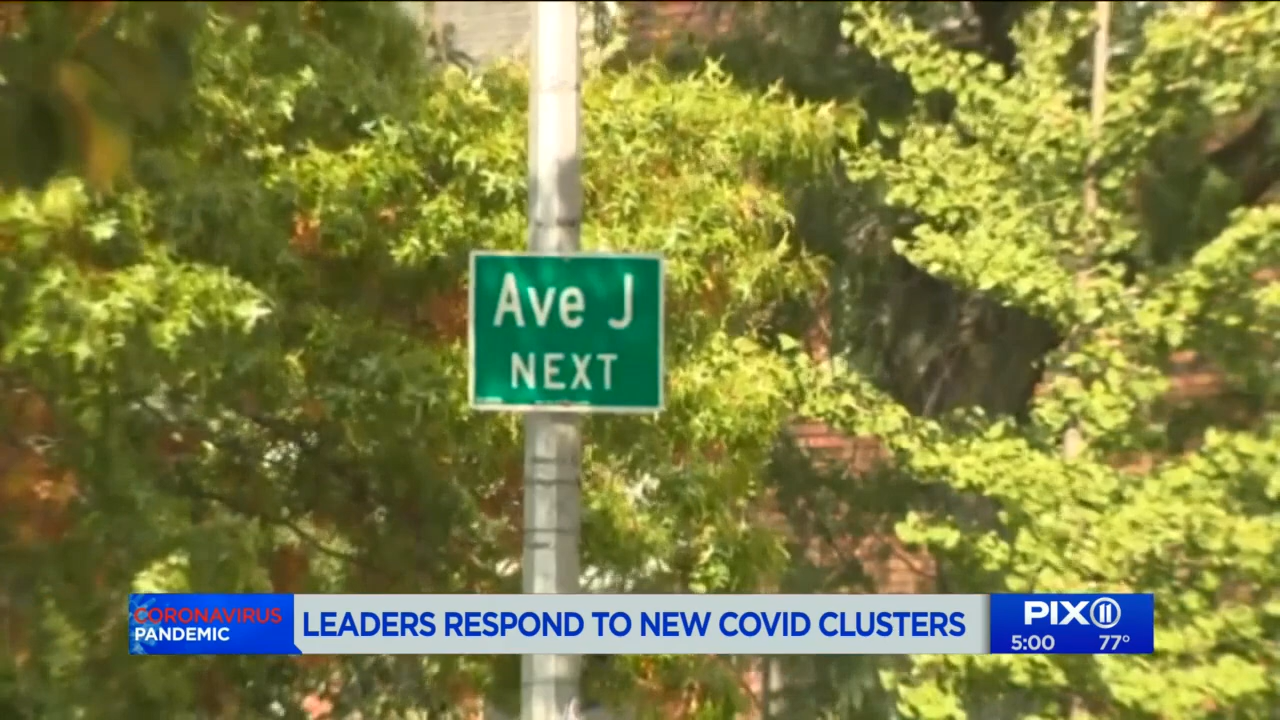 Ave J
NEXT
CORONAVIRUS
PANDEMIC
LEADERS RESPOND TO NEW COVID CLUSTERS
PIX11
5:00 77°